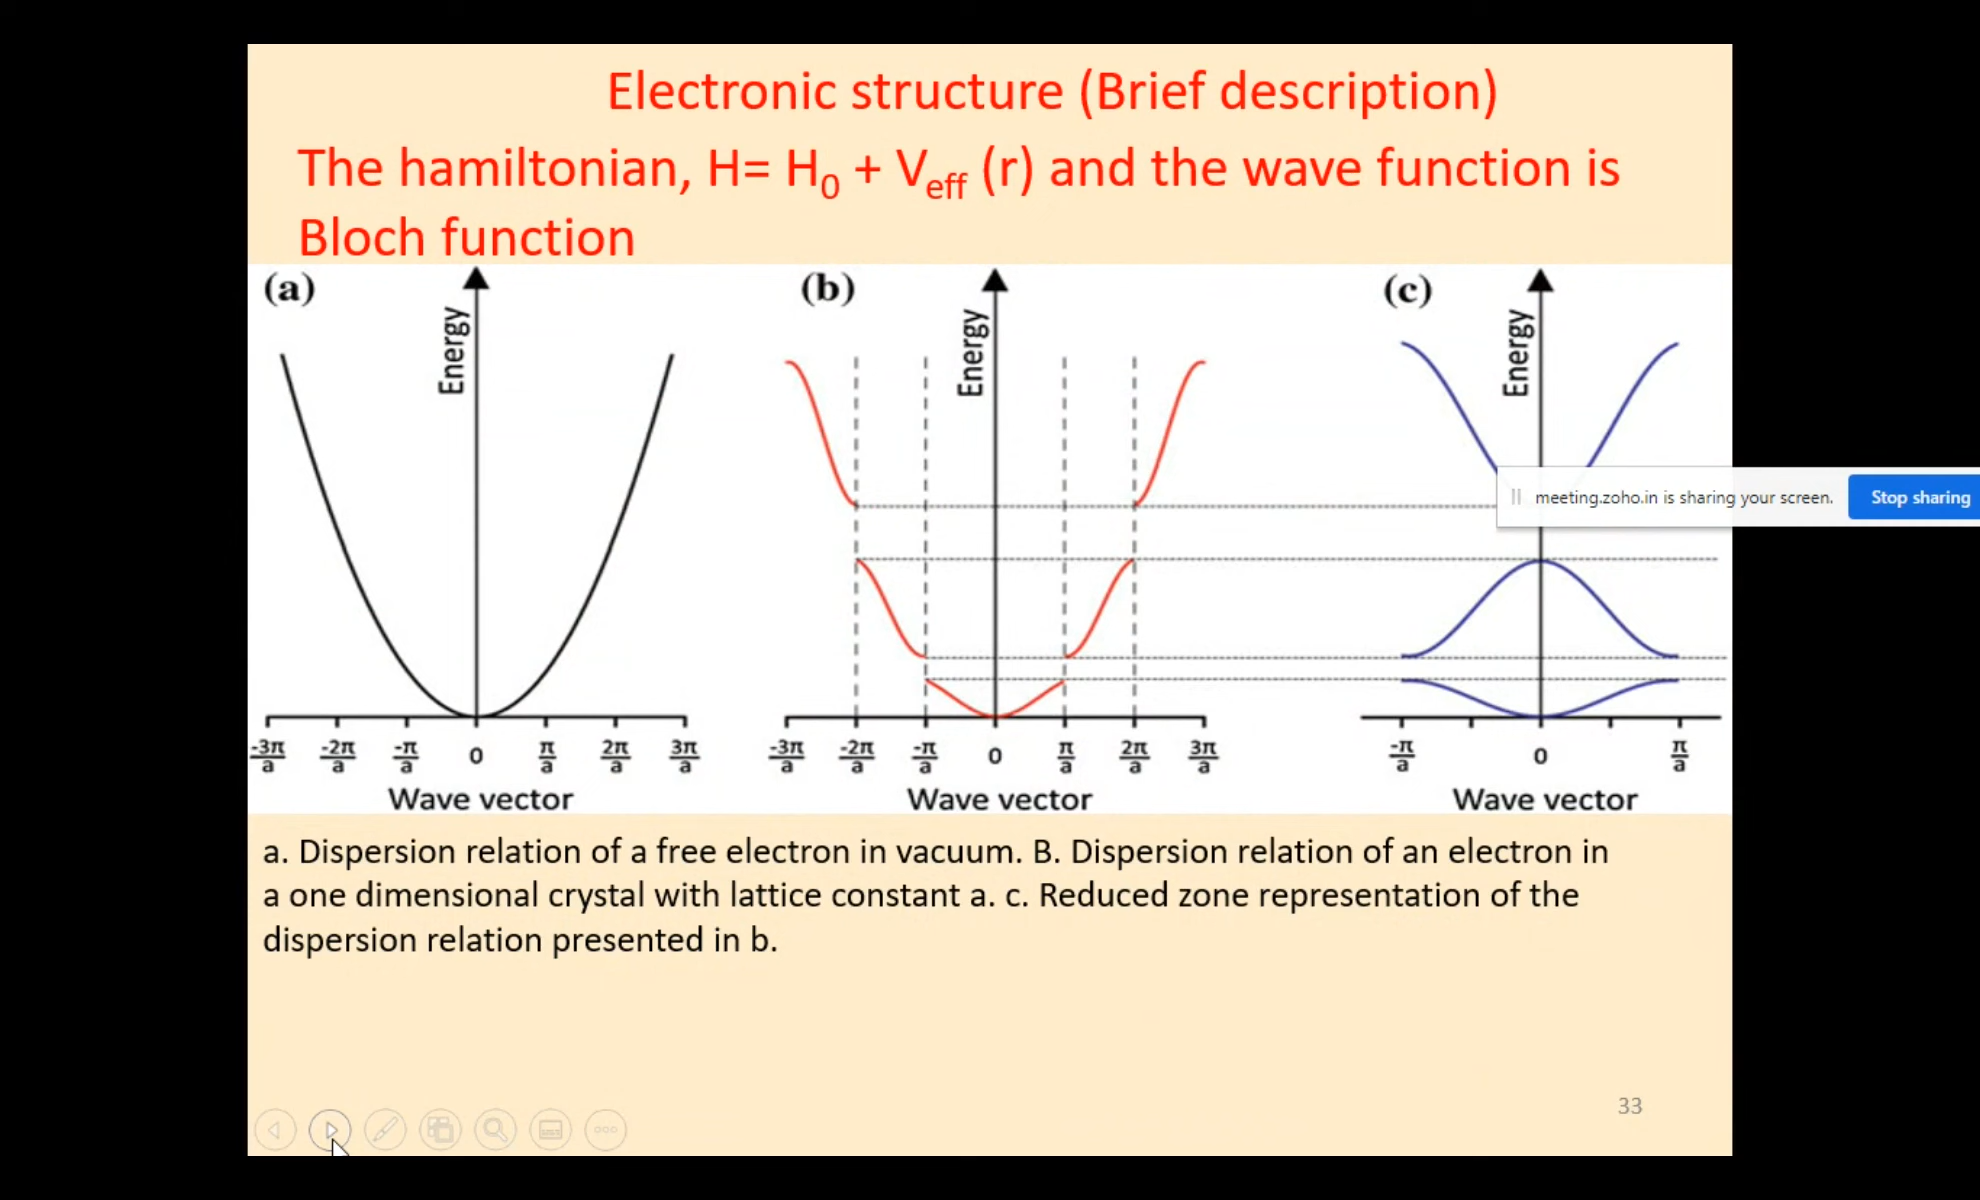 Electronic structure (Brief description)
The hamiltonian, H= H0 + Veff (r) and the wave function is
Bloch function
(a)
Energy
-3π/a -2π/a -π/a 0 π/a 2π/a 3π/a
Wave vector
(b)
Energy
-3π/a -2π/a -π/a 0 π/a 2π/a 3π/a
Wave vector
(c)
Energy
-π/a 0 π/a
Wave vector
meeting.zoho.in is sharing your screen.
Stop sharing
a. Dispersion relation of a free electron in vacuum. B. Dispersion relation of an electron in
a one dimensional crystal with lattice constant a. c. Reduced zone representation of the
dispersion relation presented in b.
33